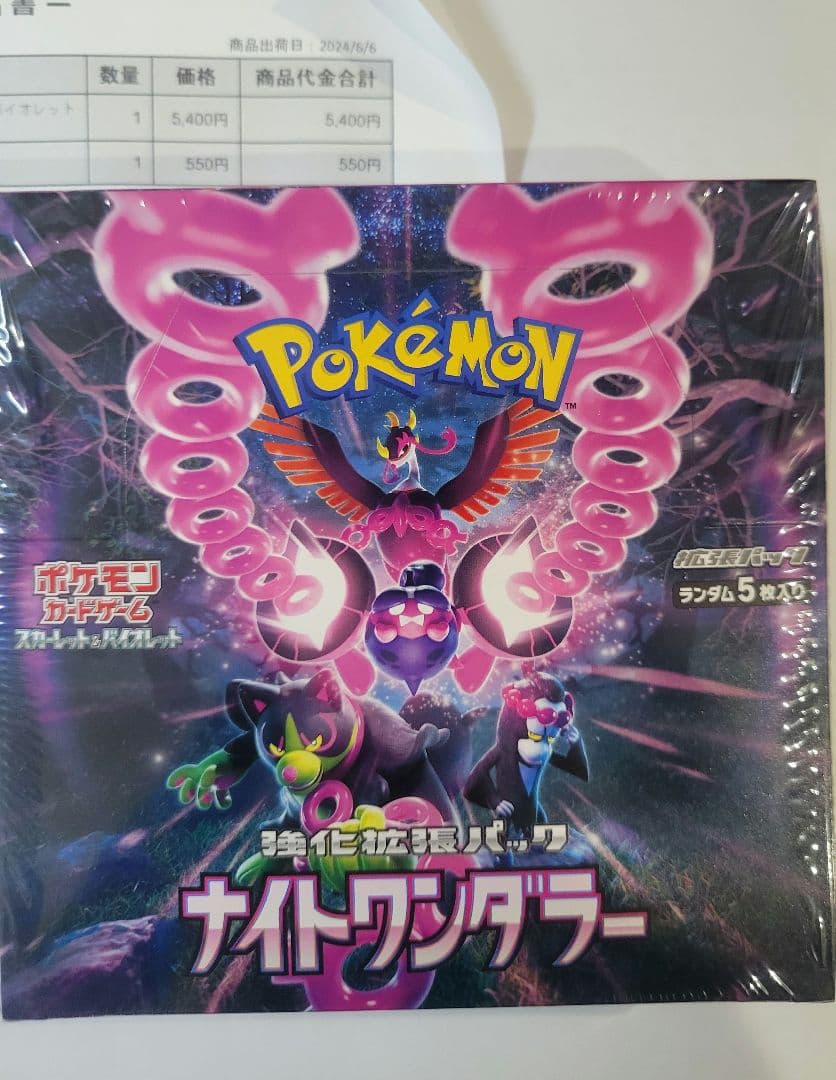 商品出荷日：2024/6/6
数量 価格 商品代金合計
イオレット 1 5,400円 5,400円
1 550円 550円
POKéMON
TM
ポケモン
カードゲーム
スカーレット&バイオレット
拡張パック
ランダム5枚入り
強化拡張パック
ナイトワンダラー